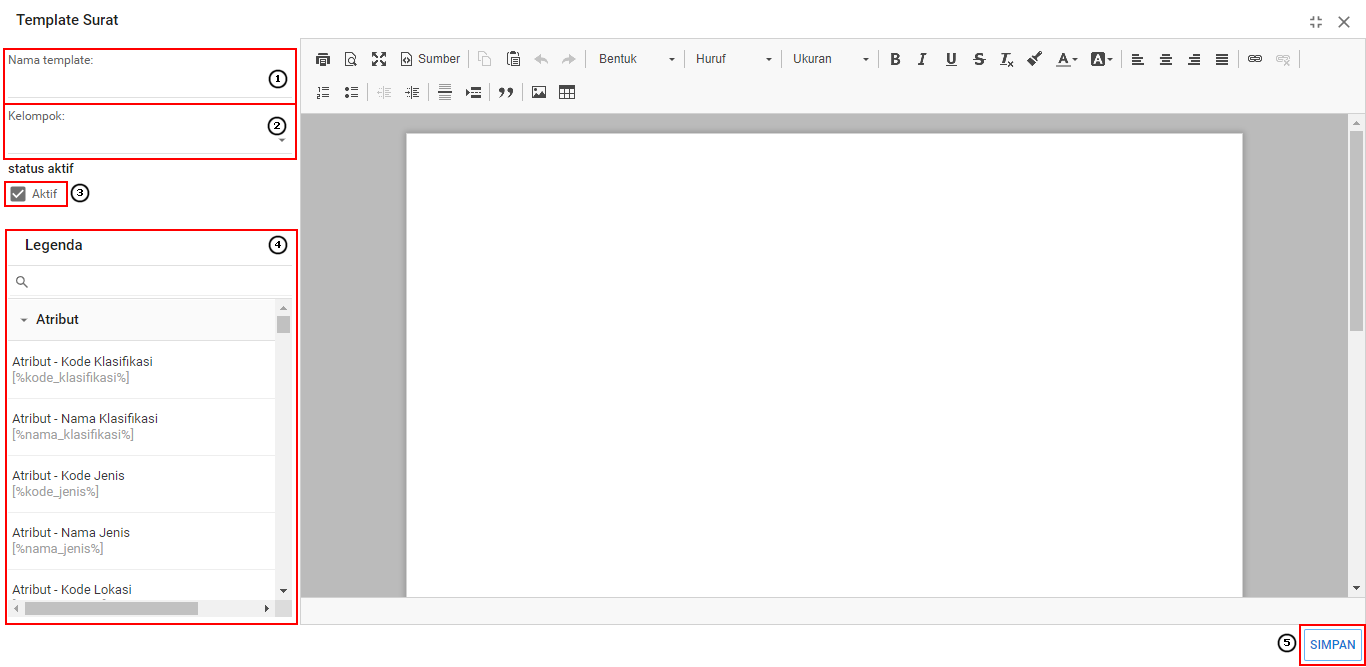 Template Surat
Nama template:
1
Kelompok:
2
status aktif
Aktif
3
Legenda
4
Atribut
Atribut - Kode Klasifikasi
[%kode_klasifikasi%]
Atribut - Nama Klasifikasi
[%nama_klasifikasi%]
Atribut - Kode Jenis
[%kode_jenis%]
Atribut - Nama Jenis
[%nama_jenis%]
Atribut - Kode Lokasi
Sumber Bentuk Huruf Ukuran B I U S Tx A A
5
SIMPAN